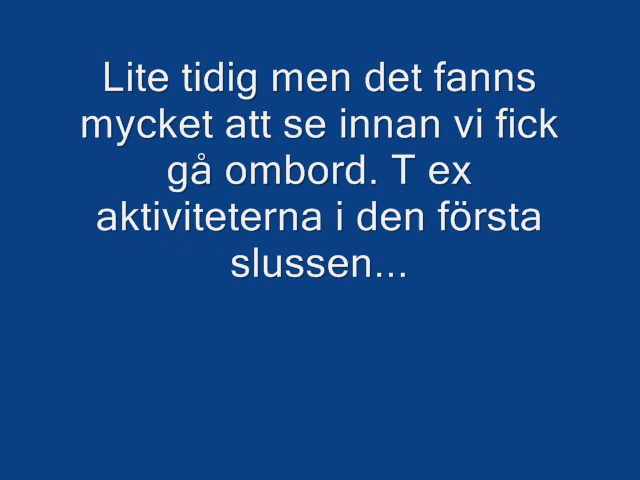 Lite tidig men det fanns
mycket att se innan vi fick
gå ombord. T ex
aktiviteterna i den första
slussen...